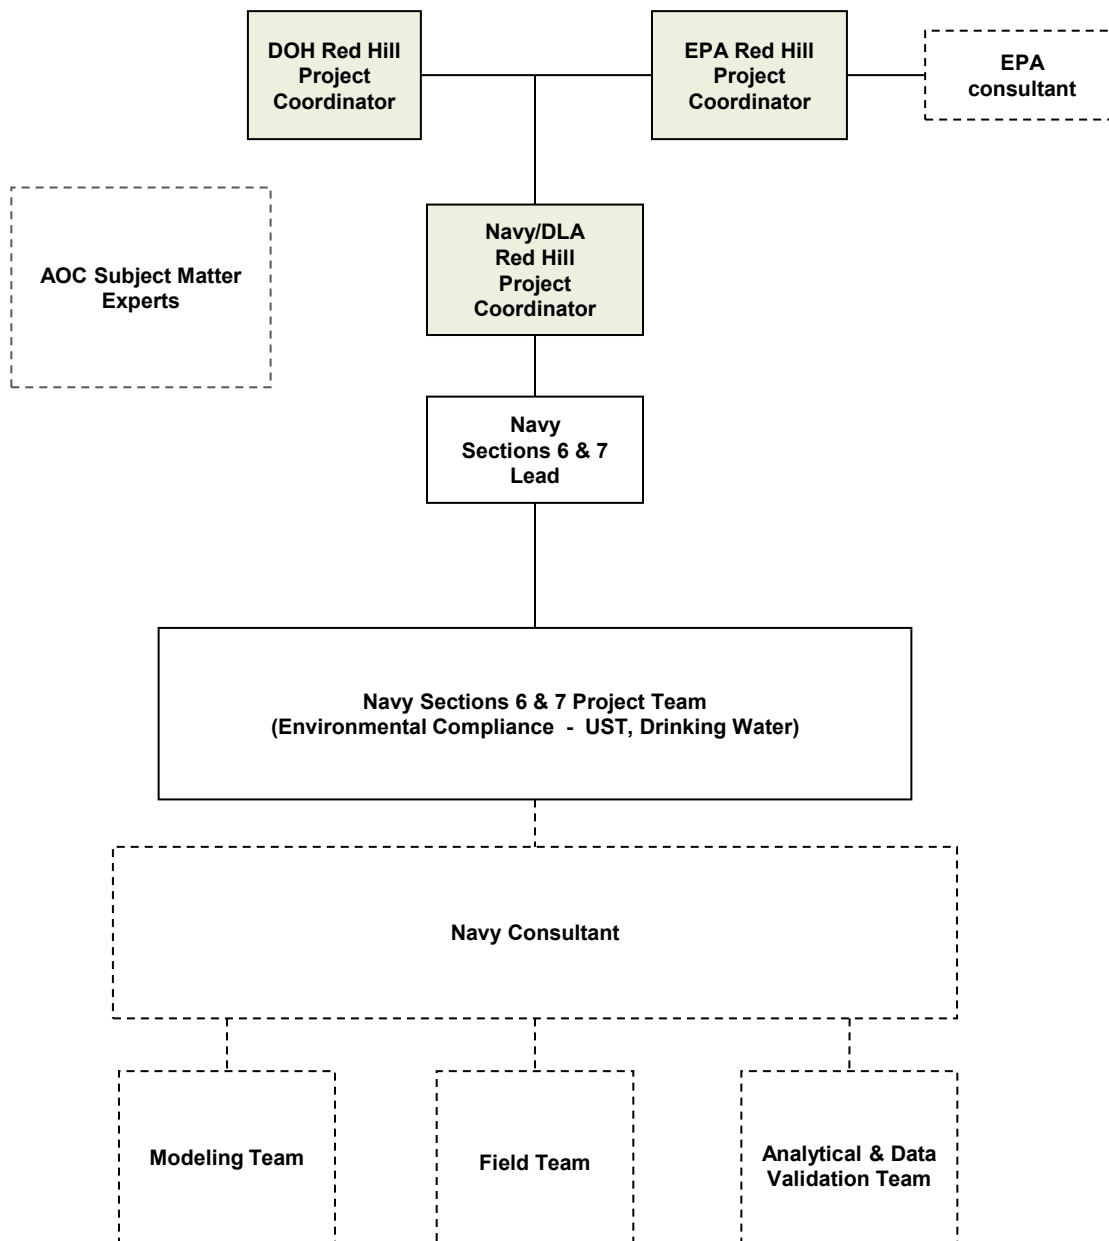 DOH Red Hill
Project
Coordinator
EPA Red Hill
Project
Coordinator
EPA
consultant
AOC Subject Matter
Experts
Navy/DLA
Red Hill
Project
Coordinator
Navy
Sections 6 & 7
Lead
Navy Sections 6 & 7 Project Team
(Environmental Compliance - UST, Drinking Water)
Navy Consultant
Modeling Team
Field Team
Analytical & Data
Validation Team